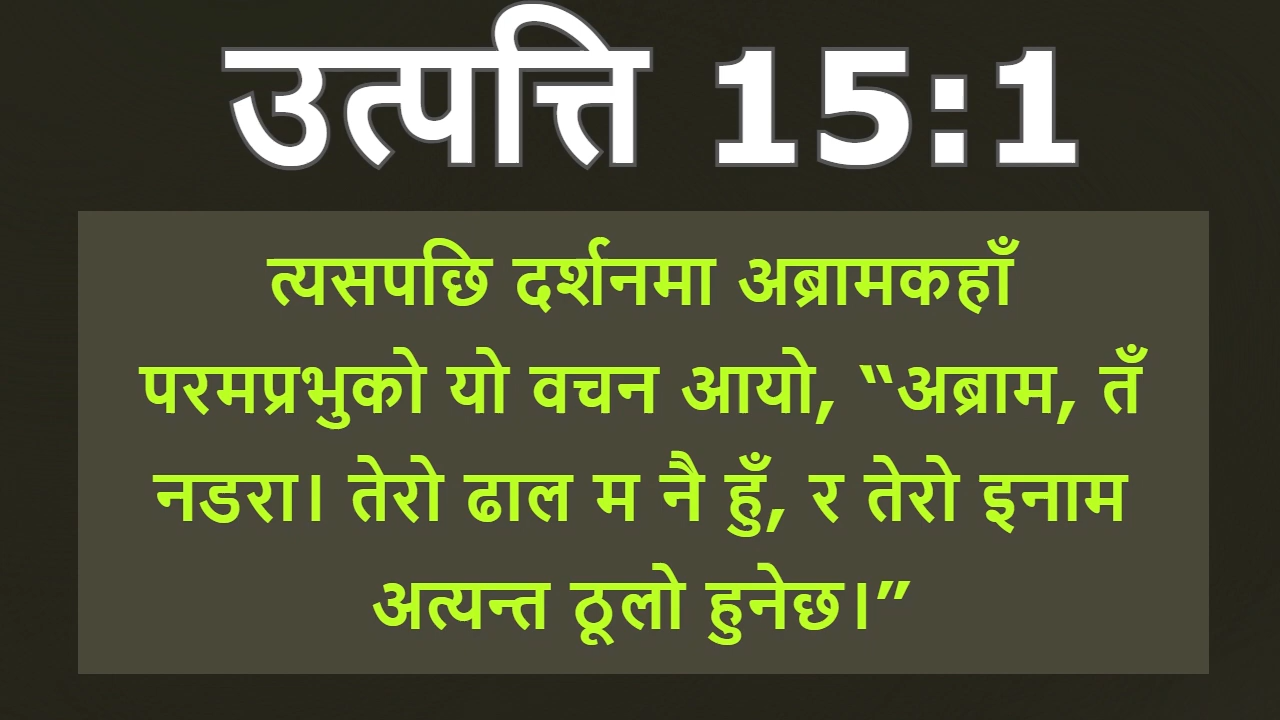 उत्पत्ति 15:1
त्यसपछि दर्शनमा अब्रामकहाँ
परमप्रभुको यो वचन आयो, “अब्राम, तँ
नडरा। तेरो ढाल म नै हुँ, र तेरो इनाम
अत्यन्त ठूलो हुनेछ।”